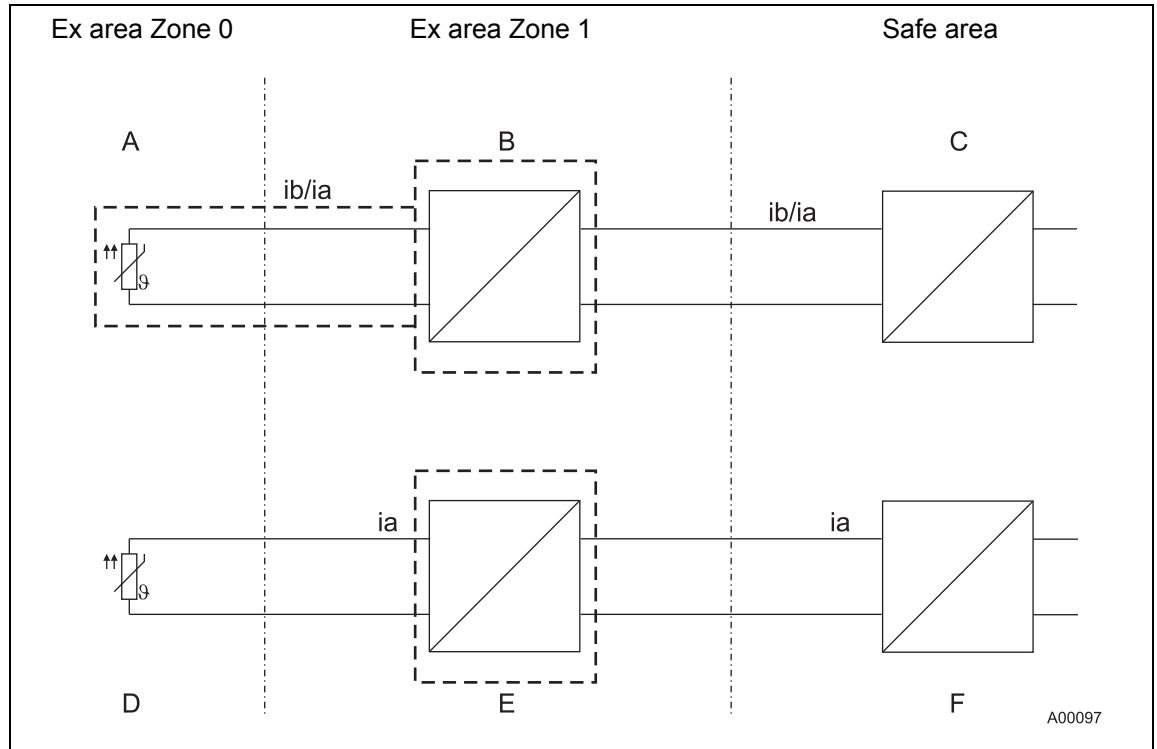 Ex area Zone 0 Ex area Zone 1 Safe area
A B C
ib/ia
ib/ia
ϑ
ia ia
ϑ
D E F
A00097